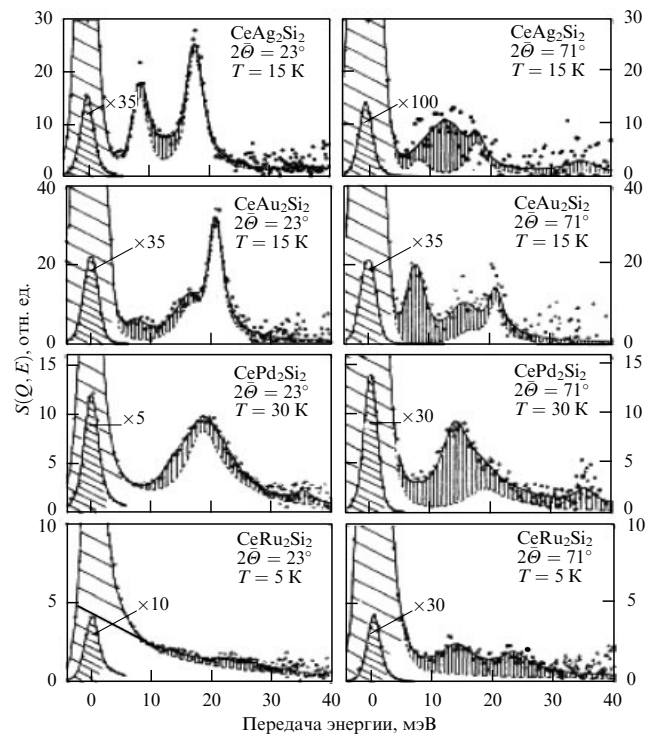 30
CeAg₂Si₂
2Θ̄ = 23°
T = 15 K
20
×35
10
0
CeAg₂Si₂
2Θ̄ = 71°
T = 15 K
30
20
×100
10
0
40
CeAu₂Si₂
2Θ̄ = 23°
T = 15 K
×35
20
0
CeAu₂Si₂
2Θ̄ = 71°
T = 15 K
40
×35
20
0
15
CePd₂Si₂
2Θ̄ = 23°
T = 30 K
10
×5
5
0
CePd₂Si₂
2Θ̄ = 71°
T = 30 K
15
10
×30
5
0
10
CeRu₂Si₂
2Θ̄ = 23°
T = 5 K
5
×10
0
CeRu₂Si₂
2Θ̄ = 71°
T = 5 K
10
×30
5
0
0 10 20 30 40
0 10 20 30 40
S(Q, E), отн. ед.
Передача энергии, мэВ